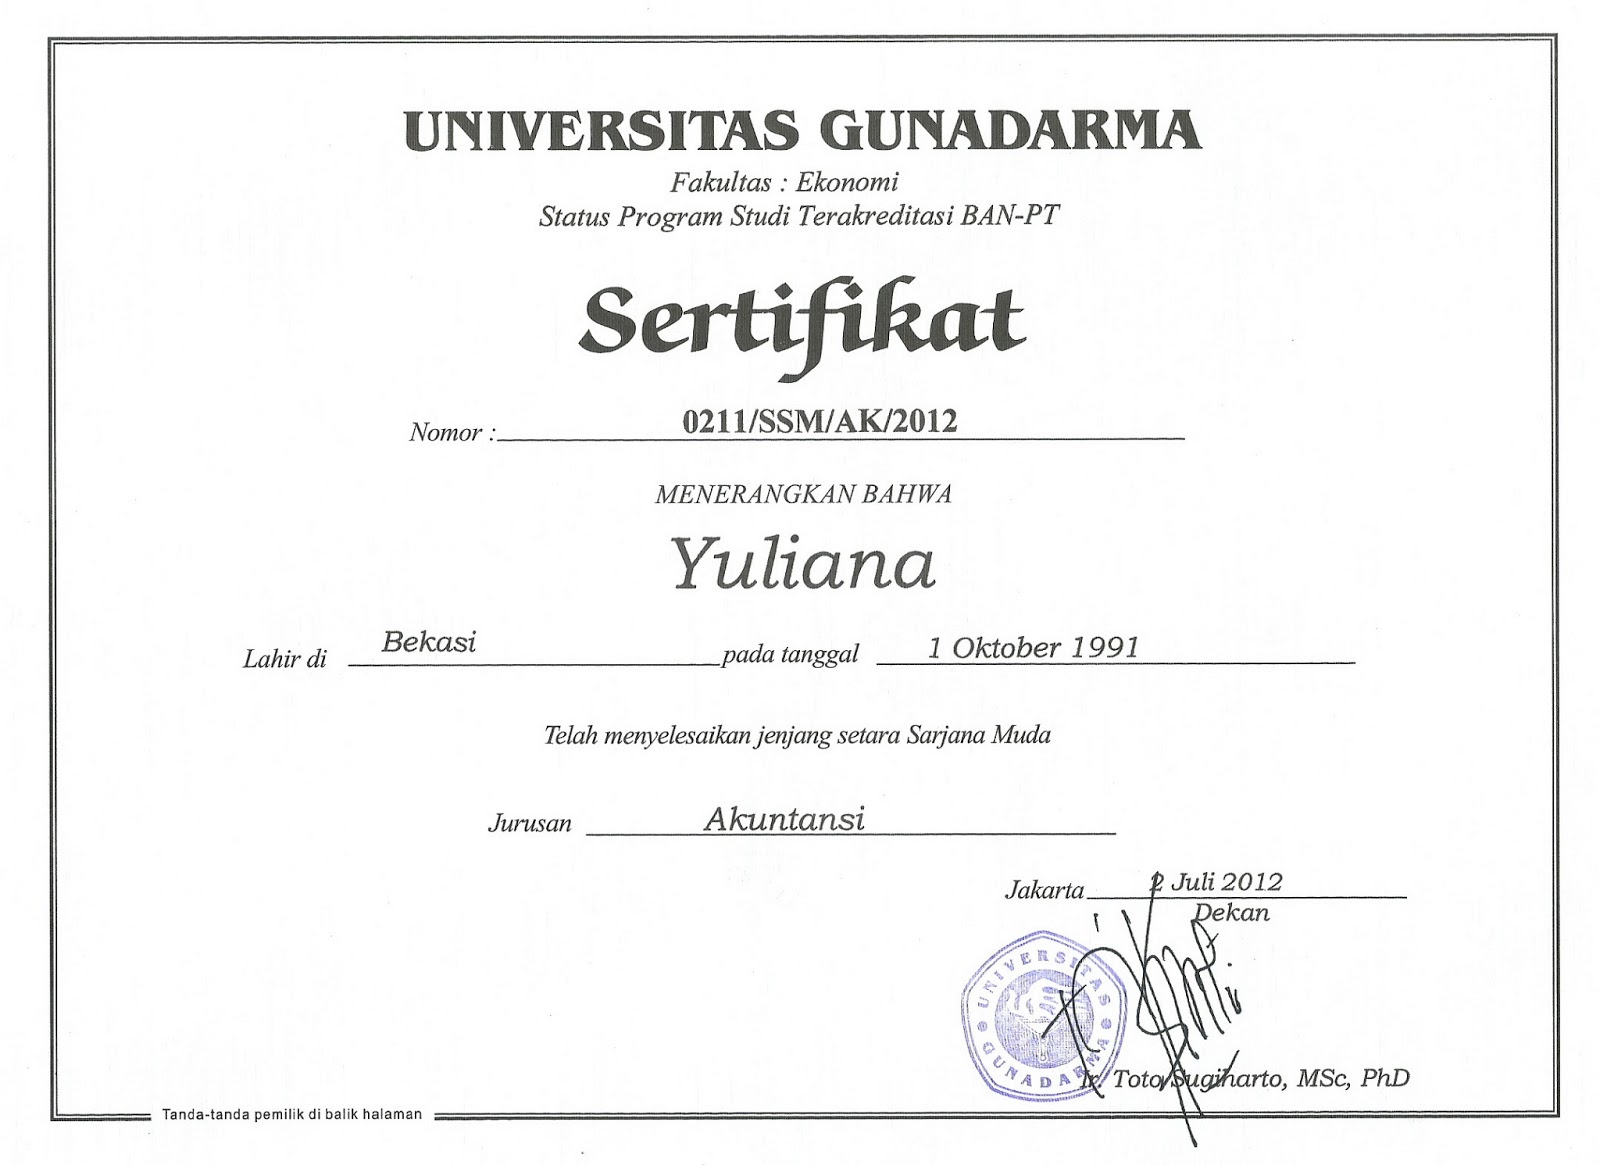 UNIVERSITAS GUNADARMA
Fakultas : Ekonomi
Status Program Studi Terakreditasi BAN-PT
Sertifikat
Nomor : 0211/SSM/AK/2012
MENERANGKAN BAHWA
Yuliana
Lahir di Bekasi pada tanggal 1 Oktober 1991
Telah menyelesaikan jenjang setara Sarjana Muda
Jurusan Akuntansi
Jakarta 2 Juli 2012
Dekan
UNIVERSITAS GUNADARMA
Ir. Toto Sugiharto, MSc, PhD
Tanda-tanda pemilik di balik halaman